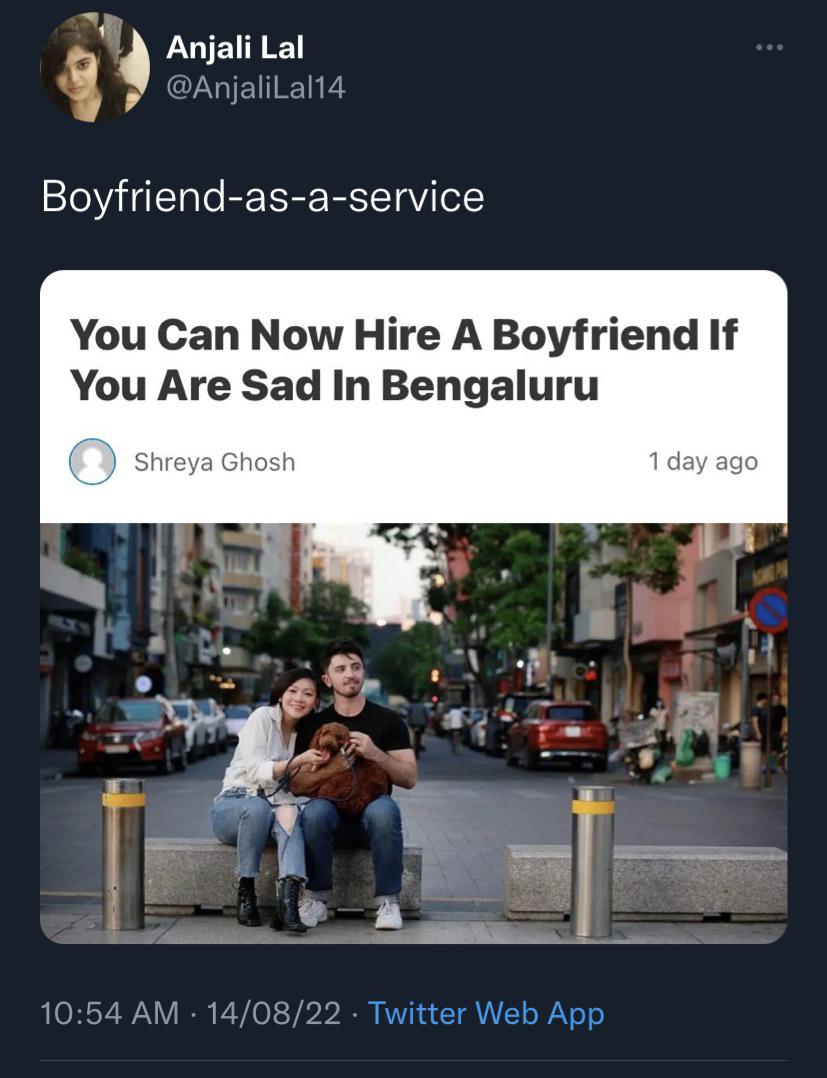 Anjali Lal
@AnjaliLal14
Boyfriend-as-a-service
You Can Now Hire A Boyfriend If
You Are Sad In Bengaluru
Shreya Ghosh
1 day ago
10:54 AM · 14/08/22 · Twitter Web App